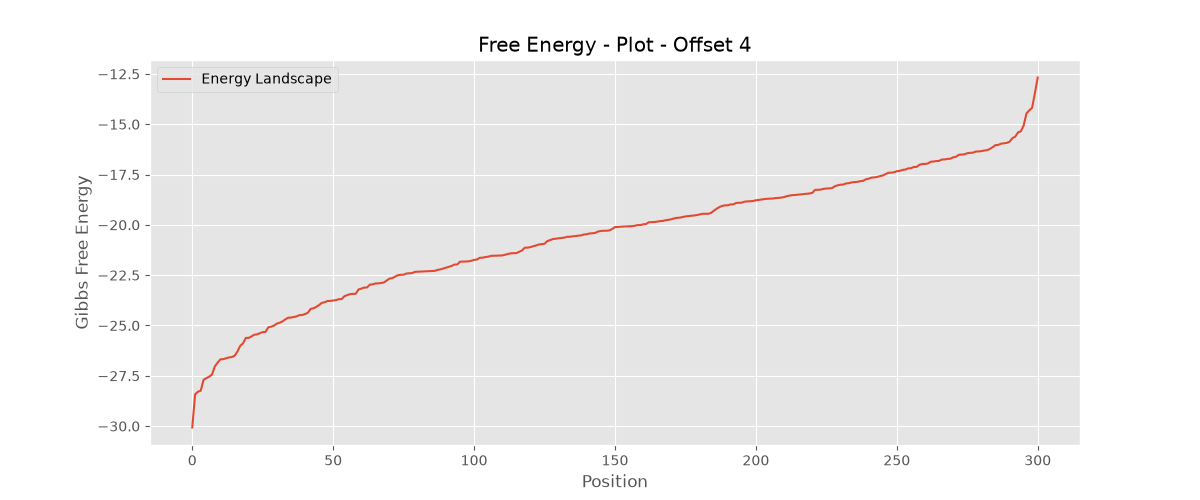 Free Energy - Plot - Offset 4
Energy Landscape
Gibbs Free Energy
−12.5
−15.0
−17.5
−20.0
−22.5
−25.0
−27.5
−30.0
0 50 100 150 200 250 300
Position